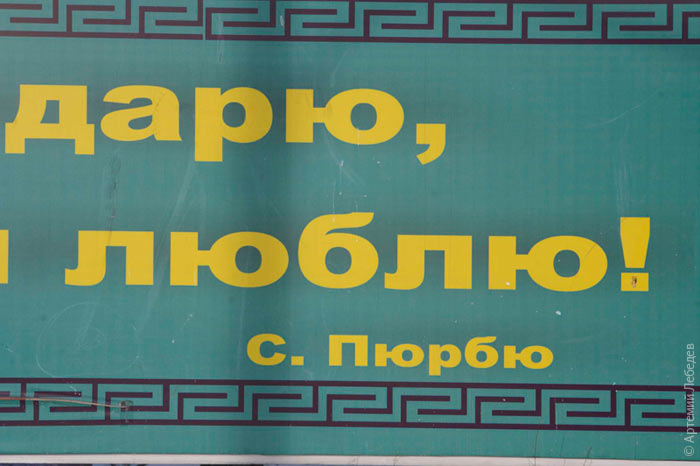 дарю,
люблю!
С. Пюрбю
© Артемий Лебедев